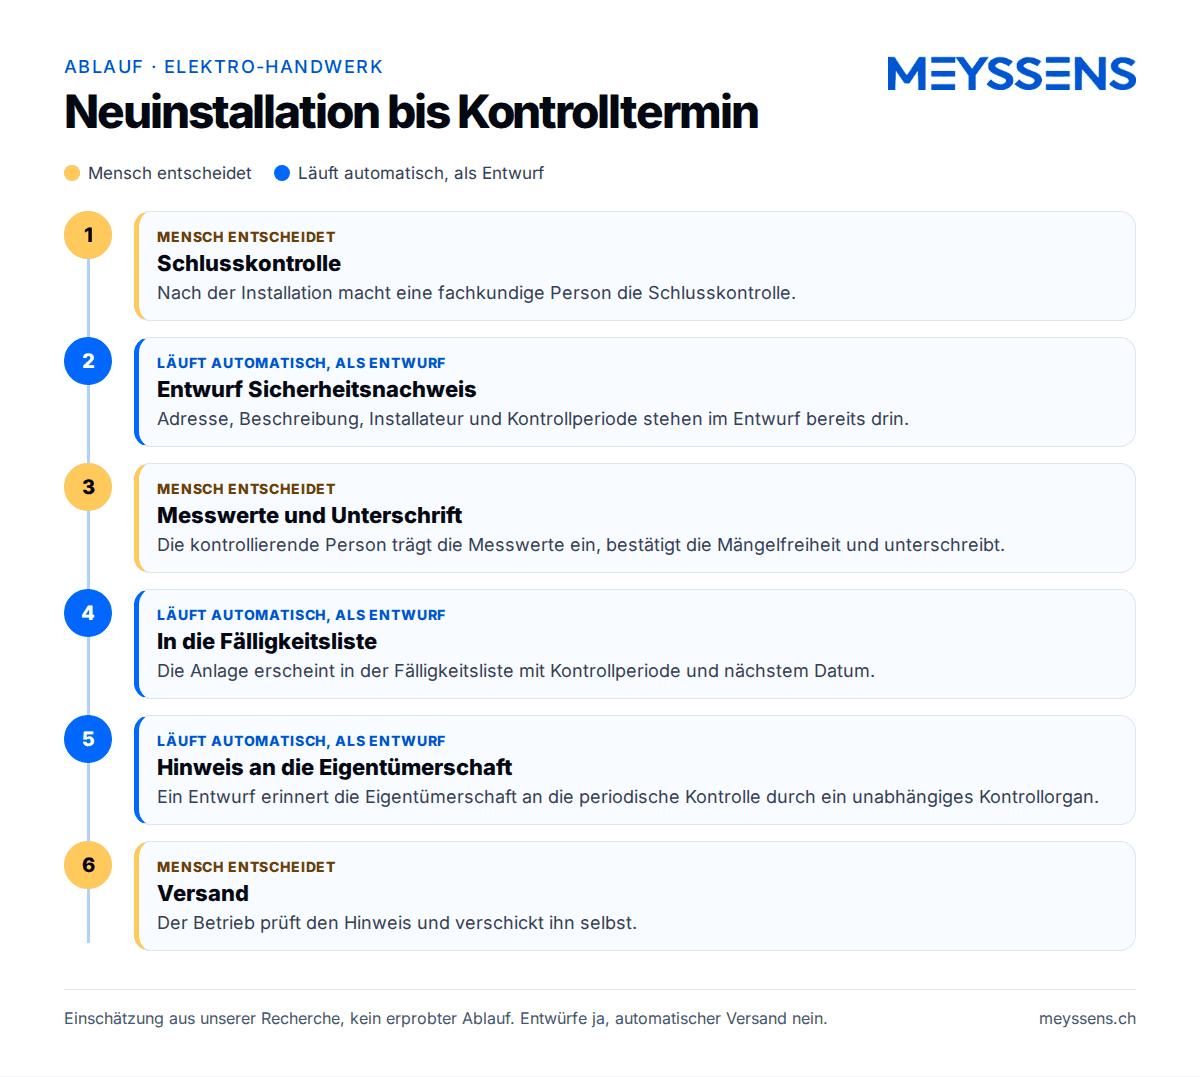 ABLAUF · ELEKTRO-HANDWERK
MEYSSENS
Neuinstallation bis Kontrolltermin
Mensch entscheidet
Läuft automatisch, als Entwurf
1
MENSCH ENTSCHEIDET
Schlusskontrolle
Nach der Installation macht eine fachkundige Person die Schlusskontrolle.
2
LÄUFT AUTOMATISCH, ALS ENTWURF
Entwurf Sicherheitsnachweis
Adresse, Beschreibung, Installateur und Kontrollperiode stehen im Entwurf bereits drin.
3
MENSCH ENTSCHEIDET
Messwerte und Unterschrift
Die kontrollierende Person trägt die Messwerte ein, bestätigt die Mängelfreiheit und unterschreibt.
4
LÄUFT AUTOMATISCH, ALS ENTWURF
In die Fälligkeitsliste
Die Anlage erscheint in der Fälligkeitsliste mit Kontrollperiode und nächstem Datum.
5
LÄUFT AUTOMATISCH, ALS ENTWURF
Hinweis an die Eigentümerschaft
Ein Entwurf erinnert die Eigentümerschaft an die periodische Kontrolle durch ein unabhängiges Kontrollorgan.
6
MENSCH ENTSCHEIDET
Versand
Der Betrieb prüft den Hinweis und verschickt ihn selbst.
Einschätzung aus unserer Recherche, kein erprobter Ablauf. Entwürfe ja, automatischer Versand nein.
meyssens.ch